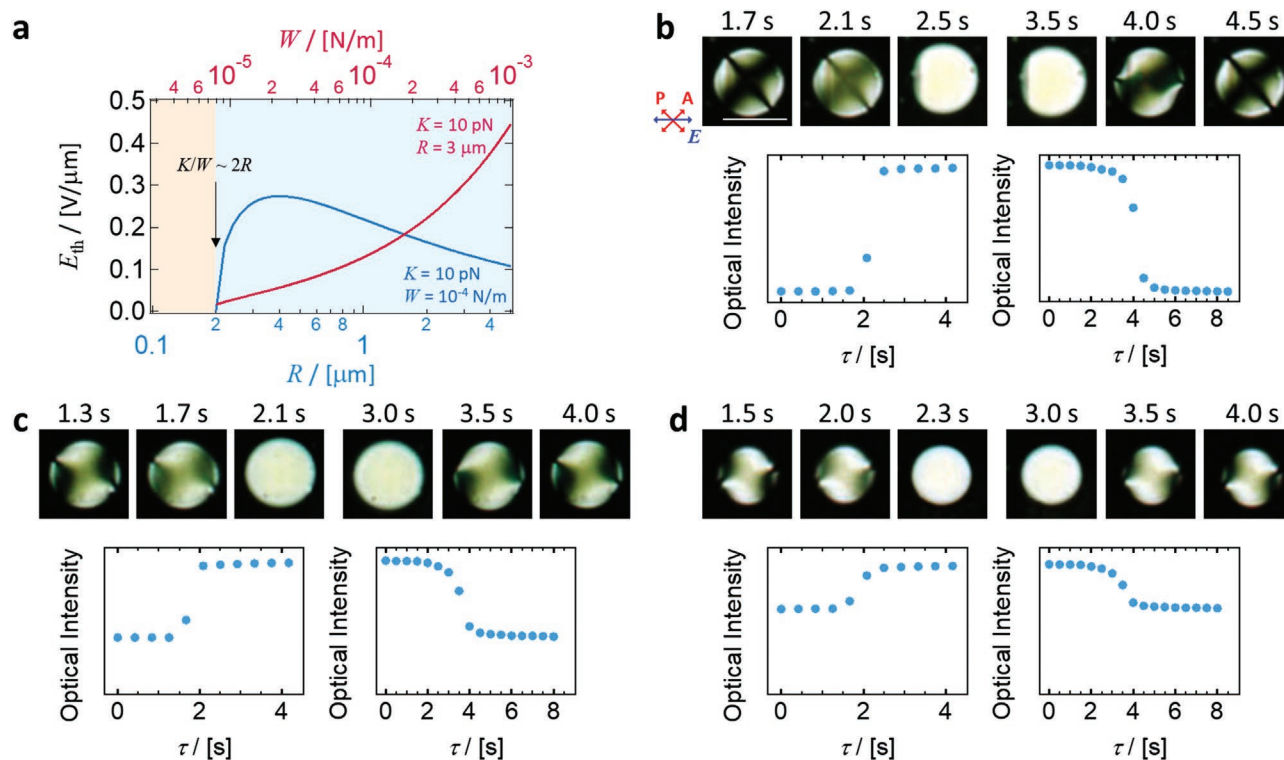 a
W / [N/m]
4 6 10⁻⁵ 2 4 6 10⁻⁴ 2 4 6 10⁻³
0.5
0.4
0.3
0.2
0.1
0.0
E_th / [V/μm]
K/W ~ 2R
K = 10 pN
R = 3 μm
K = 10 pN
W = 10⁻⁴ N/m
2 4 6 8 2 4
0.1 1
R / [μm]
b
1.7 s 2.1 s 2.5 s 3.5 s 4.0 s 4.5 s
P A
E
Optical Intensity
0 2 4
τ / [s]
Optical Intensity
0 2 4 6 8
τ / [s]
c
1.3 s 1.7 s 2.1 s 3.0 s 3.5 s 4.0 s
Optical Intensity
0 2 4
τ / [s]
Optical Intensity
0 2 4 6 8
τ / [s]
d
1.5 s 2.0 s 2.3 s 3.0 s 3.5 s 4.0 s
Optical Intensity
0 2 4
τ / [s]
Optical Intensity
0 2 4 6 8
τ / [s]